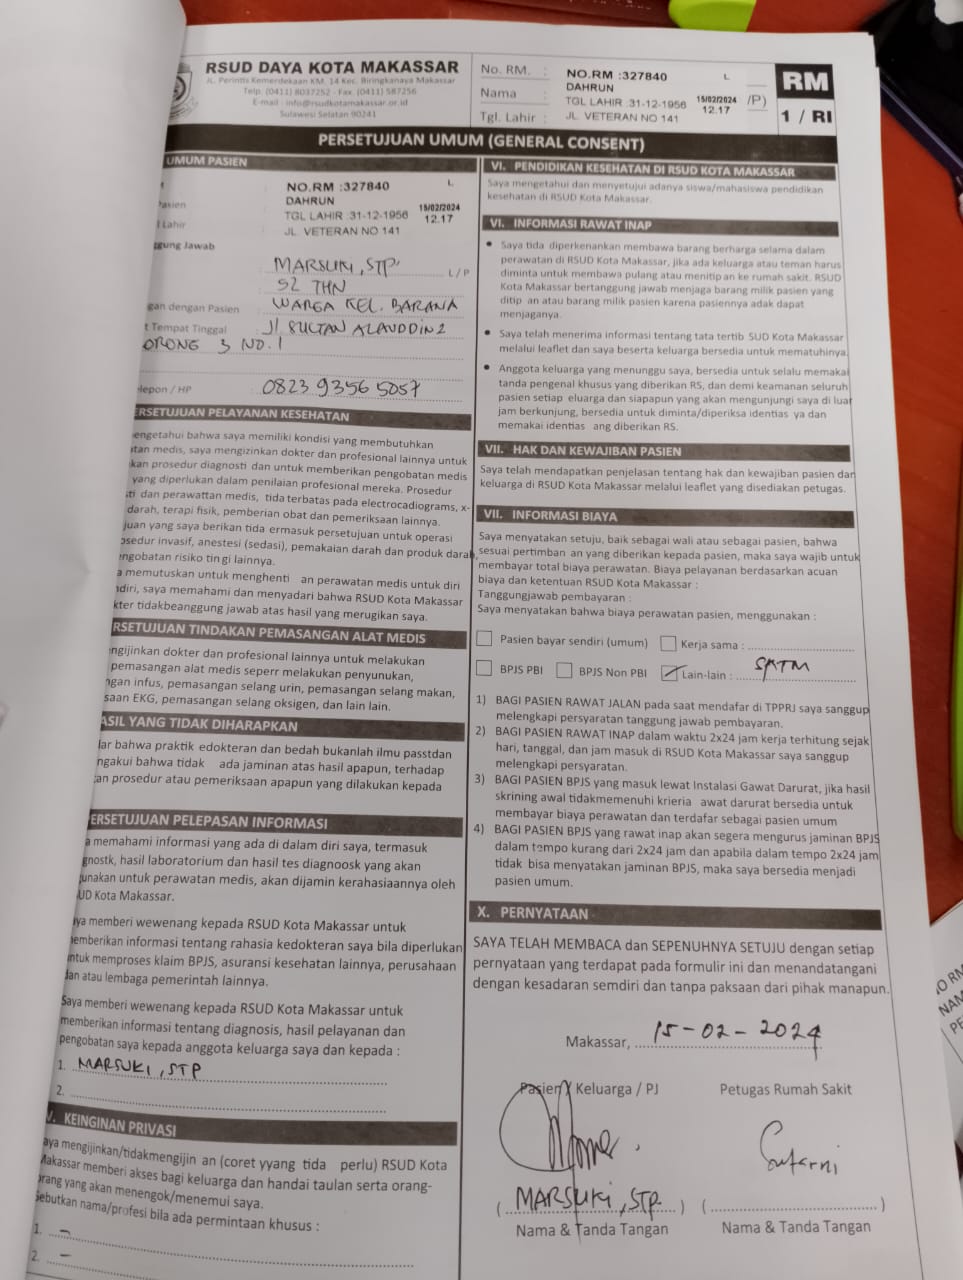 RSUD DAYA KOTA MAKASSAR
JL. Perintis Kemerdekaan KM. 14 Kec. Biringkanaya Makassar
Telp. (0411) 8037252 - Fax. (0411) 587256
E-mail : info@rsudkotamakassar.or.id
Sulawesi Selatan 90241
No. RM. :
Nama :
Tgl. Lahir :
NO.RM :327840 L
DAHRUN
TGL LAHIR :31-12-1956
JL. VETERAN NO 141
15/02/2024
12.17
/P)
RM
1 / RI
PERSETUJUAN UMUM (GENERAL CONSENT)
UMUM PASIEN
NO.RM :327840 L
DAHRUN
TGL LAHIR :31-12-1956
JL. VETERAN NO 141
15/02/2024
12.17
Pasien
Lahir
ggung Jawab
MARSUKI, STP L / P
52 THN
gan dengan Pasien WARGA KEL. BARANA
t Tempat Tinggal Jl SULTAN ALAUDDIN 2
ORONG 3 NO. 1
elepon / HP 0823 9356 5057
ERSETUJUAN PELAYANAN KESEHATAN
engetahui bahwa saya memiliki kondisi yang membutuhkan
atan medis, saya mengizinkan dokter dan profesional lainnya untuk
kan prosedur diagnosti dan untuk memberikan pengobatan medis
yang diperlukan dalam penilaian profesional mereka. Prosedur
ti dan perawattan medis, tida terbatas pada electrocadiograms, x-
darah, terapi fisik, pemberian obat dan pemeriksaan lainnya.
juan yang saya berikan tida ermasuk persetujuan untuk operasi
osedur invasif, anestesi (sedasi), pemakaian darah dan produk darah,
engobatan risiko tin gi lainnya.
a memutuskan untuk menghenti an perawatan medis untuk diri
ndiri, saya memahami dan menyadari bahwa RSUD Kota Makassar
kter tidakbeanggung jawab atas hasil yang merugikan saya.
RSETUJUAN TINDAKAN PEMASANGAN ALAT MEDIS
engijinkan dokter dan profesional lainnya untuk melakukan
pemasangan alat medis seperr melakukan penyunukan,
ngan infus, pemasangan selang urin, pemasangan selang makan,
saan EKG, pemasangan selang oksigen, dan lain lain.
ASIL YANG TIDAK DIHARAPKAN
dar bahwa praktik edokteran dan bedah bukanlah ilmu passtdan
ngakui bahwa tidak ada jaminan atas hasil apapun, terhadap
an prosedur atau pemeriksaan apapun yang dilakukan kepada
PERSETUJUAN PELEPASAN INFORMASI
a memahami informasi yang ada di dalam diri saya, termasuk
gnostk, hasil laboratorium dan hasil tes diagnoosk yang akan
gunakan untuk perawatan medis, akan dijamin kerahasiaannya oleh
UD Kota Makassar.
aya memberi wewenang kepada RSUD Kota Makassar untuk
memberikan informasi tentang rahasia kedokteran saya bila diperlukan
untuk memproses klaim BPJS, asuransi kesehatan lainnya, perusahaan
dan atau lembaga pemerintah lainnya.
Saya memberi wewenang kepada RSUD Kota Makassar untuk
memberikan informasi tentang diagnosis, hasil pelayanan dan
pengobatan saya kepada anggota keluarga saya dan kepada :
1. MARSUKI, STP
2.
V. KEINGINAN PRIVASI
aya mengijinkan/tidakmengijin an (coret yyang tida perlu) RSUD Kota
Makassar memberi akses bagi keluarga dan handai taulan serta orang-
orang yang akan menengok/menemui saya.
Sebutkan nama/profesi bila ada permintaan khusus :
1. –
2. –
VI. PENDIDIKAN KESEHATAN DI RSUD KOTA MAKASSAR
Saya mengetahui dan menyetujui adanya siswa/mahasiswa pendidikan
kesehatan di RSUD Kota Makassar.
VI. INFORMASI RAWAT INAP
• Saya tida diperkenankan membawa barang berharga selama dalam
perawatan di RSUD Kota Makassar, jika ada keluarga atau teman harus
diminta untuk membawa pulang atau menitip an ke rumah sakit. RSUD
Kota Makassar bertanggung jawab menjaga barang milik pasien yang
ditip an atau barang milik pasien karena pasiennya adak dapat
menjaganya.
• Saya telah menerima informasi tentang tata tertib SUD Kota Makassar
melalui leaflet dan saya beserta keluarga bersedia untuk mematuhinya.
• Anggota keluarga yang menunggu saya, bersedia untuk selalu memakai
tanda pengenal khusus yang diberikan RS, dan demi keamanan seluruh
pasien setiap eluarga dan siapapun yang akan mengunjungi saya di luar
jam berkunjung, bersedia untuk diminta/diperiksa identias ya dan
memakai identias ang diberikan RS.
VII. HAK DAN KEWAJIBAN PASIEN
Saya telah mendapatkan penjelasan tentang hak dan kewajiban pasien dan
keluarga di RSUD Kota Makassar melalui leaflet yang disediakan petugas.
VII. INFORMASI BIAYA
Saya menyatakan setuju, baik sebagai wali atau sebagai pasien, bahwa
sesuai pertimban an yang diberikan kepada pasien, maka saya wajib untuk
membayar total biaya perawatan. Biaya pelayanan berdasarkan acuan
biaya dan ketentuan RSUD Kota Makassar :
Tanggungjawab pembayaran :
Saya menyatakan bahwa biaya perawatan pasien, menggunakan :
Pasien bayar sendiri (umum) Kerja sama :
BPJS PBI BPJS Non PBI Lain-lain : SKTM
1) BAGI PASIEN RAWAT JALAN pada saat mendafar di TPPRJ saya sanggup
melengkapi persyaratan tanggung jawab pembayaran.
2) BAGI PASIEN RAWAT INAP dalam waktu 2x24 jam kerja terhitung sejak
hari, tanggal, dan jam masuk di RSUD Kota Makassar saya sanggup
melengkapi persyaratan.
3) BAGI PASIEN BPJS yang masuk lewat Instalasi Gawat Darurat, jika hasil
skrining awal tidakmemenuhi krieria awat darurat bersedia untuk
membayar biaya perawatan dan terdafar sebagai pasien umum
4) BAGI PASIEN BPJS yang rawat inap akan segera mengurus jaminan BPJS
dalam tempo kurang dari 2x24 jam dan apabila dalam tempo 2x24 jam
tidak bisa menyatakan jaminan BPJS, maka saya bersedia menjadi
pasien umum.
X. PERNYATAAN
SAYA TELAH MEMBACA dan SEPENUHNYA SETUJU dengan setiap
pernyataan yang terdapat pada formulir ini dan menandatangani
dengan kesadaran semdiri dan tanpa paksaan dari pihak manapun.
Makassar, 15-02-2024
Pasien / Keluarga / PJ Petugas Rumah Sakit
(MARSUKI, STP) ( )
Nama & Tanda Tangan Nama & Tanda Tangan
O RM
NAM
PE